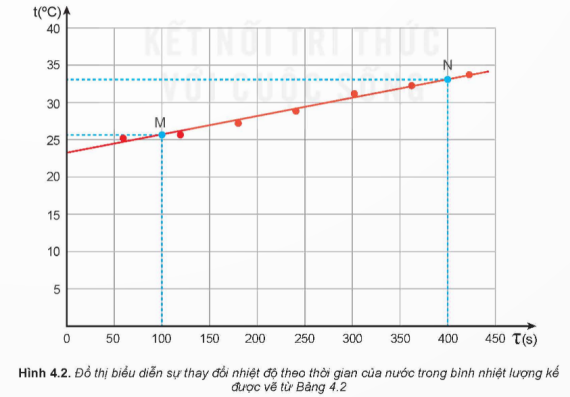 t(ºC)
KẾT NỐI TRI THỨC
VỚI CUỘC SỐNG
40
35
30
25
20
15
10
5
M
N
0 50 100 150 200 250 300 350 400 450 τ(s)
Hình 4.2. Đồ thị biểu diễn sự thay đổi nhiệt độ theo thời gian của nước trong bình nhiệt lượng kế
được vẽ từ Bảng 4.2